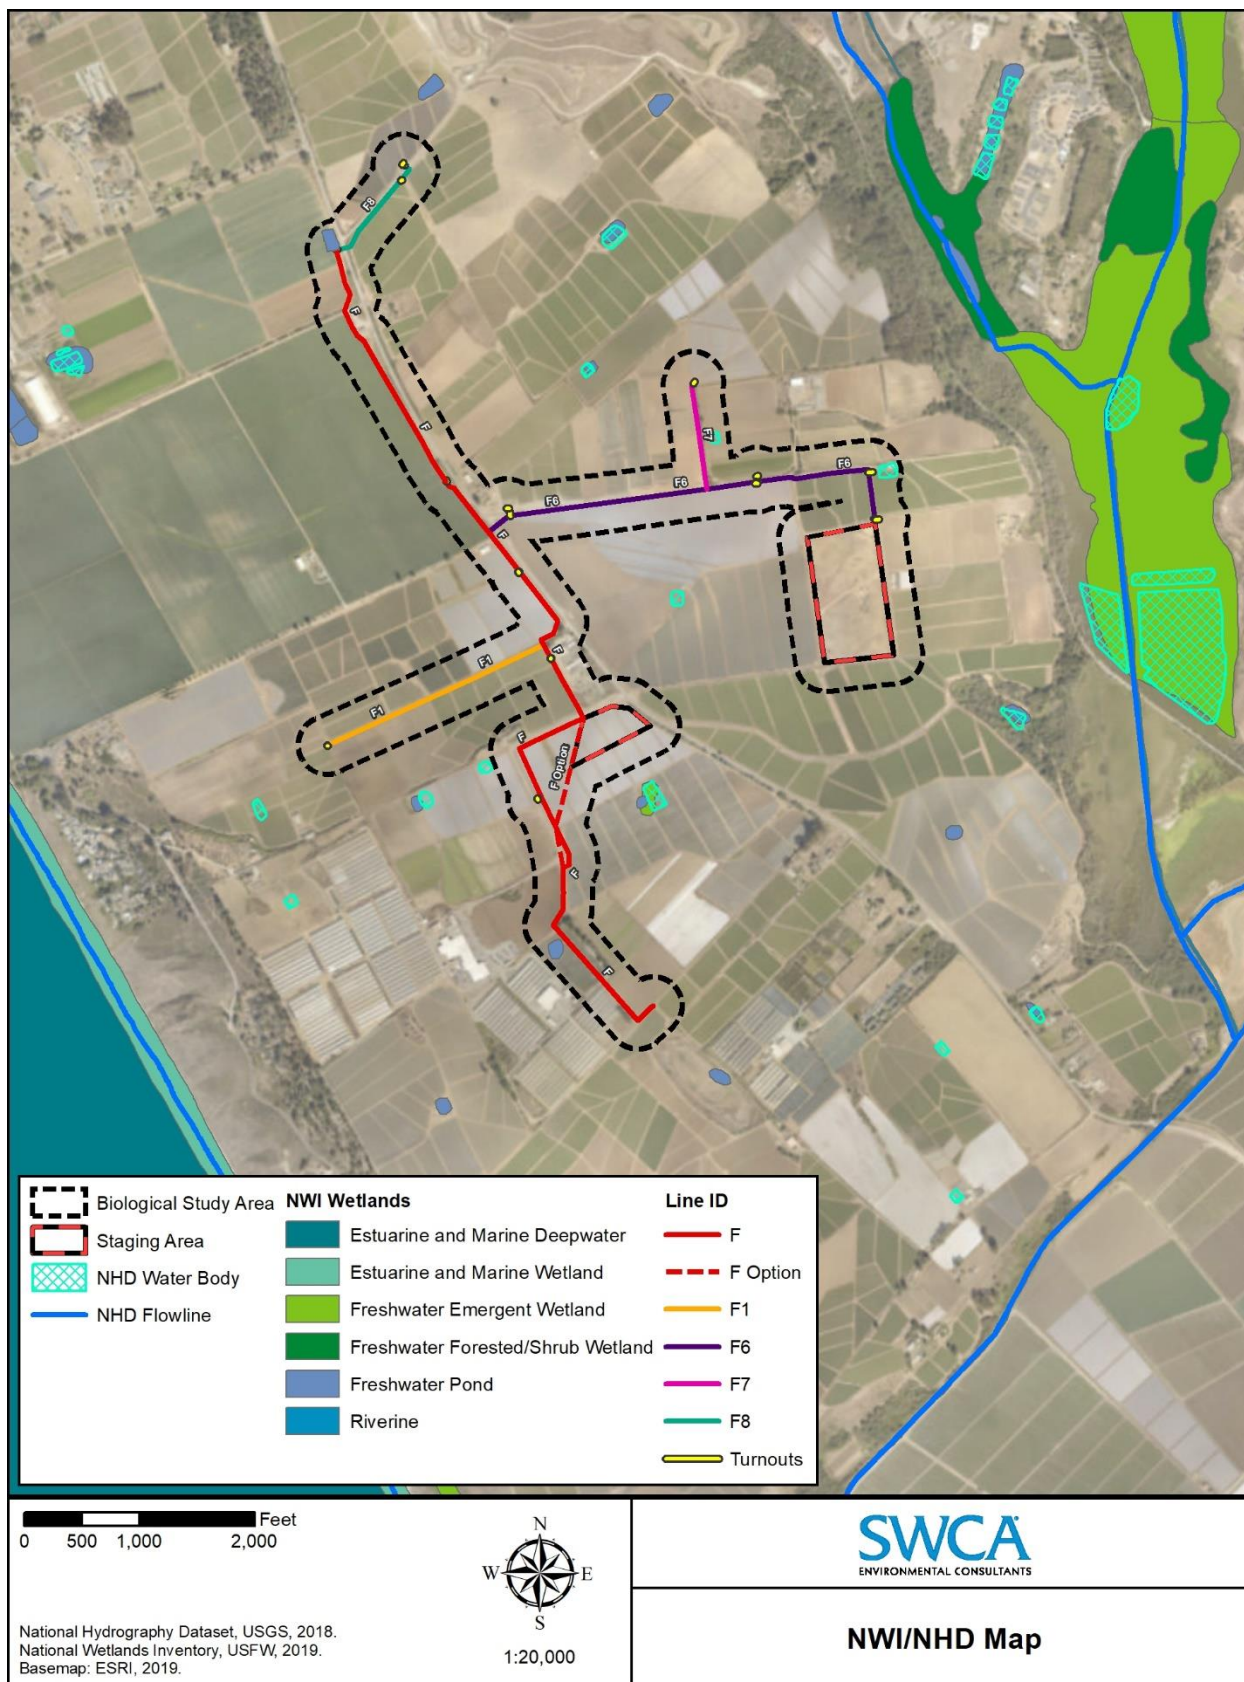 F8
F
F
F7
F6
F6
F6
F
F1
F
F1
F
F Option
F
F
Biological Study Area
Staging Area
NHD Water Body
NHD Flowline
NWI Wetlands
Estuarine and Marine Deepwater
Estuarine and Marine Wetland
Freshwater Emergent Wetland
Freshwater Forested/Shrub Wetland
Freshwater Pond
Riverine
Line ID
F
F Option
F1
F6
F7
F8
Turnouts
Feet
0 500 1,000 2,000
N
W E
S
1:20,000
National Hydrography Dataset, USGS, 2018.
National Wetlands Inventory, USFW, 2019.
Basemap: ESRI, 2019.
SWCA
ENVIRONMENTAL CONSULTANTS
NWI/NHD Map